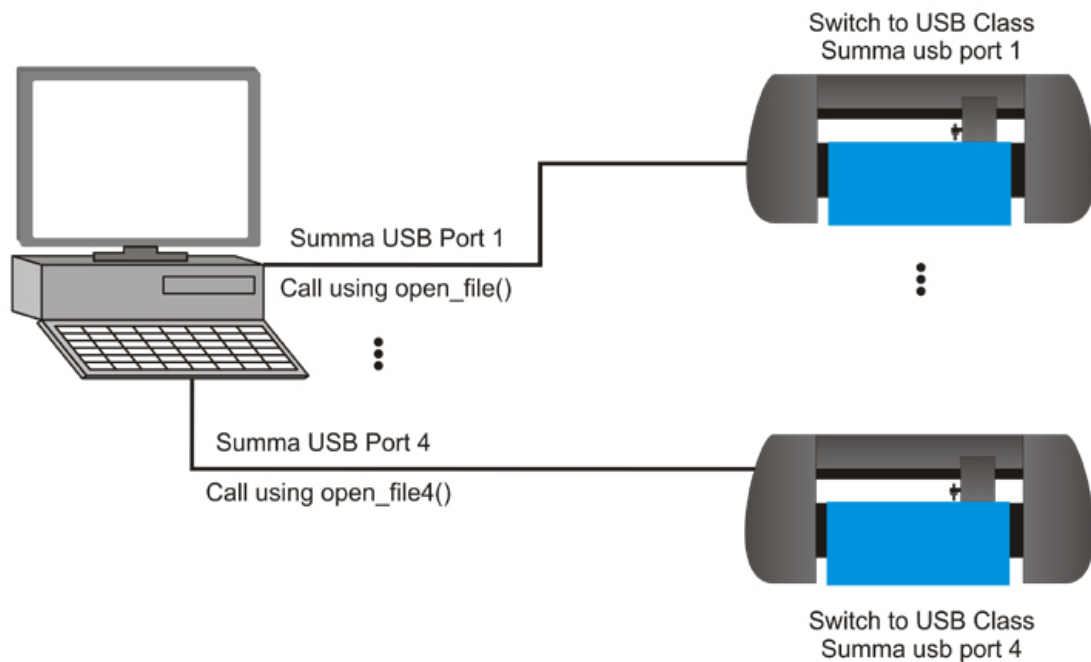 Switch to USB Class
Summa usb port 1
Summa USB Port 1
Call using open_file()
Summa USB Port 4
Call using open_file4()
Switch to USB Class
Summa usb port 4